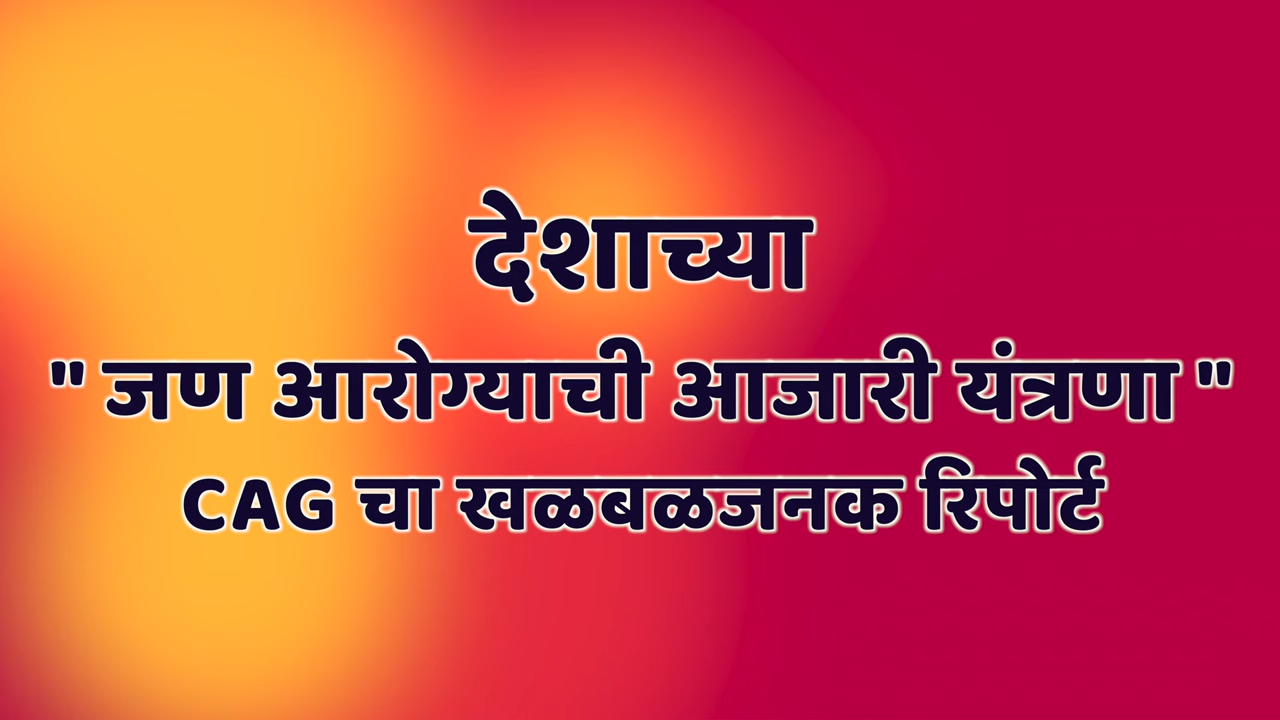 देशाच्या
" जण आरोग्याची आजारी यंत्रणा "
CAG चा खळबळजनक रिपोर्ट